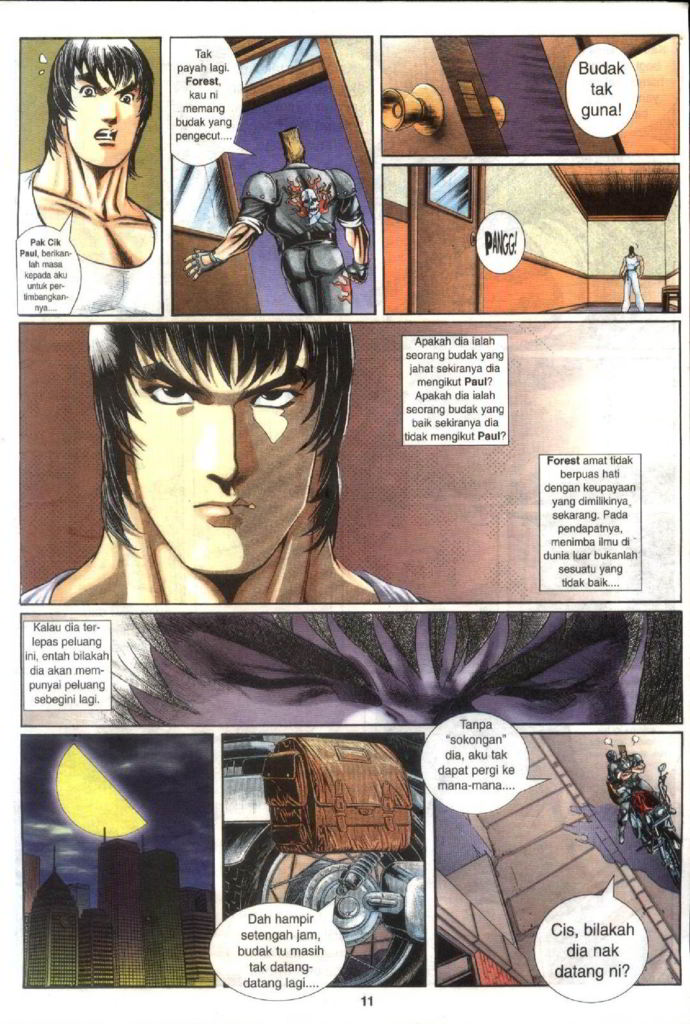 Pak Cik
Paul, berikan-
lah masa
kepada aku
untuk per-
timbangkan-
nya....
Tak
payah lagi.
Forest,
kau ni
memang
budak yang
pengecut....
Budak
tak
guna!
PANGG!
Apakah dia ialah
seorang budak yang
jahat sekiranya dia
mengikut Paul?
Apakah dia ialah
seorang budak yang
baik sekiranya dia
tidak mengikut Paul?
Forest amat tidak
berpuas hati
dengan keupayaan
yang dimilikinya
sekarang. Pada
pendapatnya,
menimba ilmu di
dunia luar bukanlah
sesuatu yang
tidak baik....
Kalau dia ter-
lepas peluang
ini, entah bilakah
dia akan mem-
punyai peluang
sebegini lagi.
Dah hampir
setengah jam,
budak tu masih
tak datang-
datang lagi....
Tanpa
"sokongan"
dia, aku tak
dapat pergi ke
mana-mana....
Cis, bilakah
dia nak
datang ni?
11